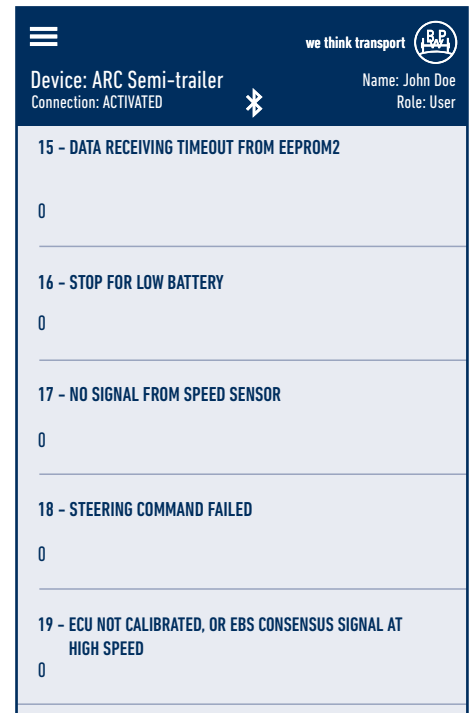 we think transport
BPW
Device: ARC Semi-trailer
Name: John Doe
Connection: ACTIVATED
Role: User
15 - DATA RECEIVING TIMEOUT FROM EEPROM2
0
16 - STOP FOR LOW BATTERY
0
17 - NO SIGNAL FROM SPEED SENSOR
0
18 - STEERING COMMAND FAILED
0
19 - ECU NOT CALIBRATED, OR EBS CONSENSUS SIGNAL AT
HIGH SPEED
0